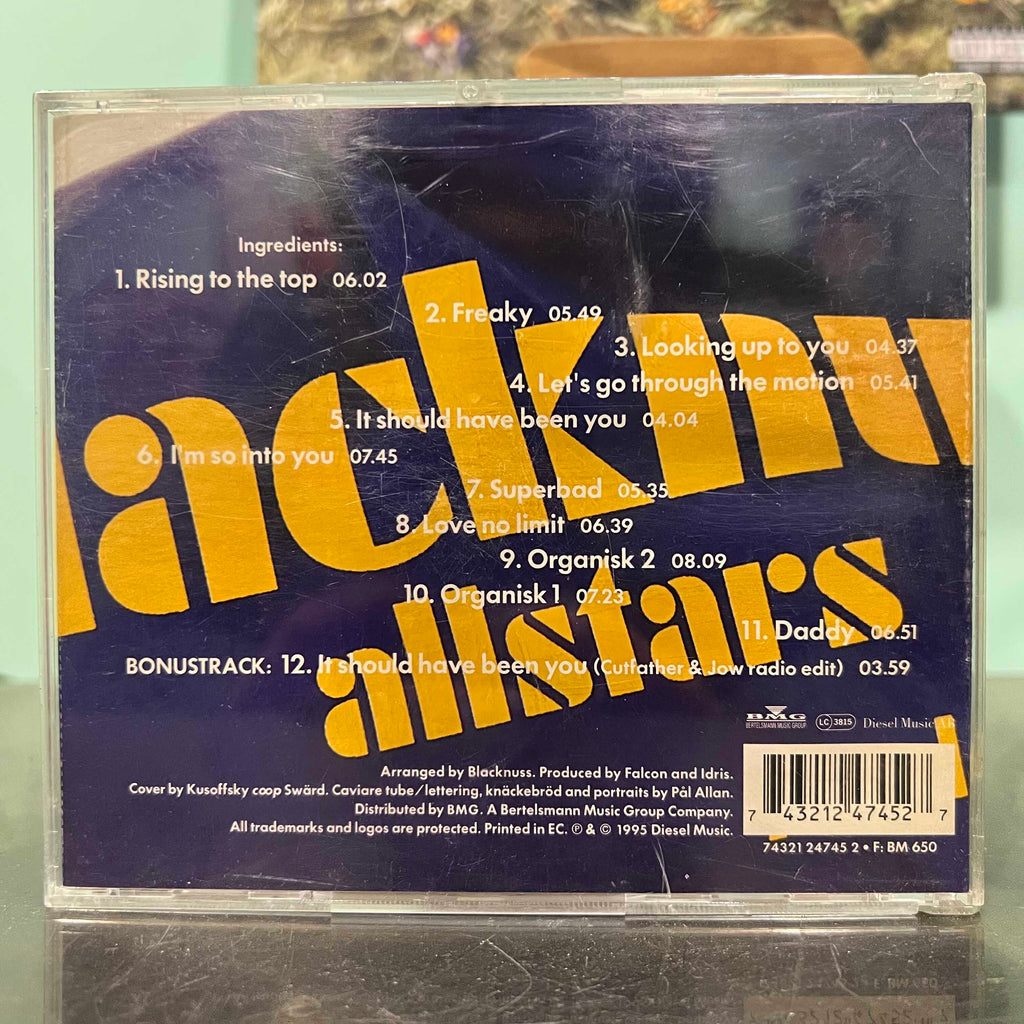 Ingredients:
1. Rising to the top 06.02
2. Freaky 05.49
3. Looking up to you 04.37
4. Let's go through the motion 05.41
5. It should have been you 04.04
6. I'm so into you 07.45
7. Superbad 05.35
8. Love no limit 06.39
9. Organisk 2 08.09
10. Organisk 1 07.23
11. Daddy 06.51
BONUSTRACK: 12. It should have been you (Cutfather & Jow radio edit) 03.59
acknu
allstars
BMG
BERTELSMANN MUSIC GROUP
LC 3815
Diesel Music AB
Arranged by Blacknuss. Produced by Falcon and Idris.
Cover by Kusoffsky coop Swärd. Caviare tube/lettering, knäckebröd and portraits by Pål Allan.
Distributed by BMG. A Bertelsmann Music Group Company.
All trademarks and logos are protected. Printed in EC. ℗ & © 1995 Diesel Music.
7 43212 47452 7
74321 24745 2 • F: BM 650